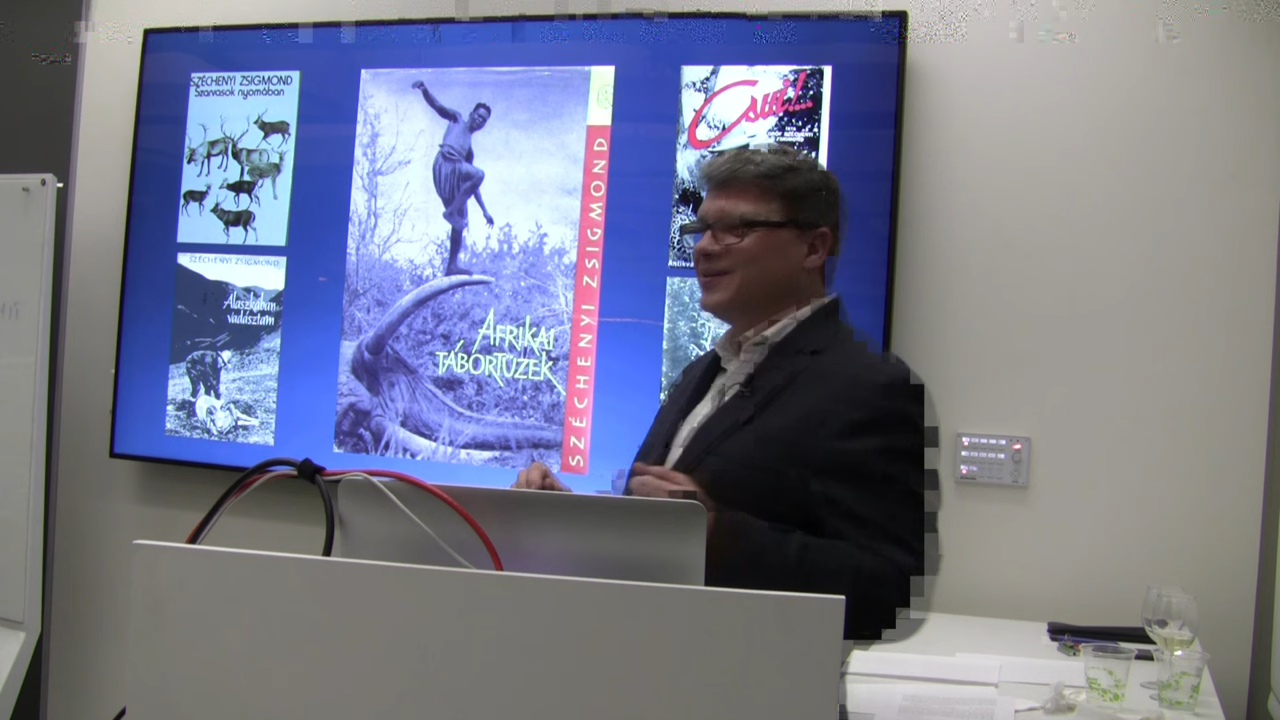 SZÉCHENYI ZSIGMOND
Szarvasok nyomában
SZÉCHENYI ZSIGMOND
Alaszkában
vadásztam
AFRIKAI
TÁBORTÜZEK
SZÉCHENYI ZSIGMOND
Csui!...